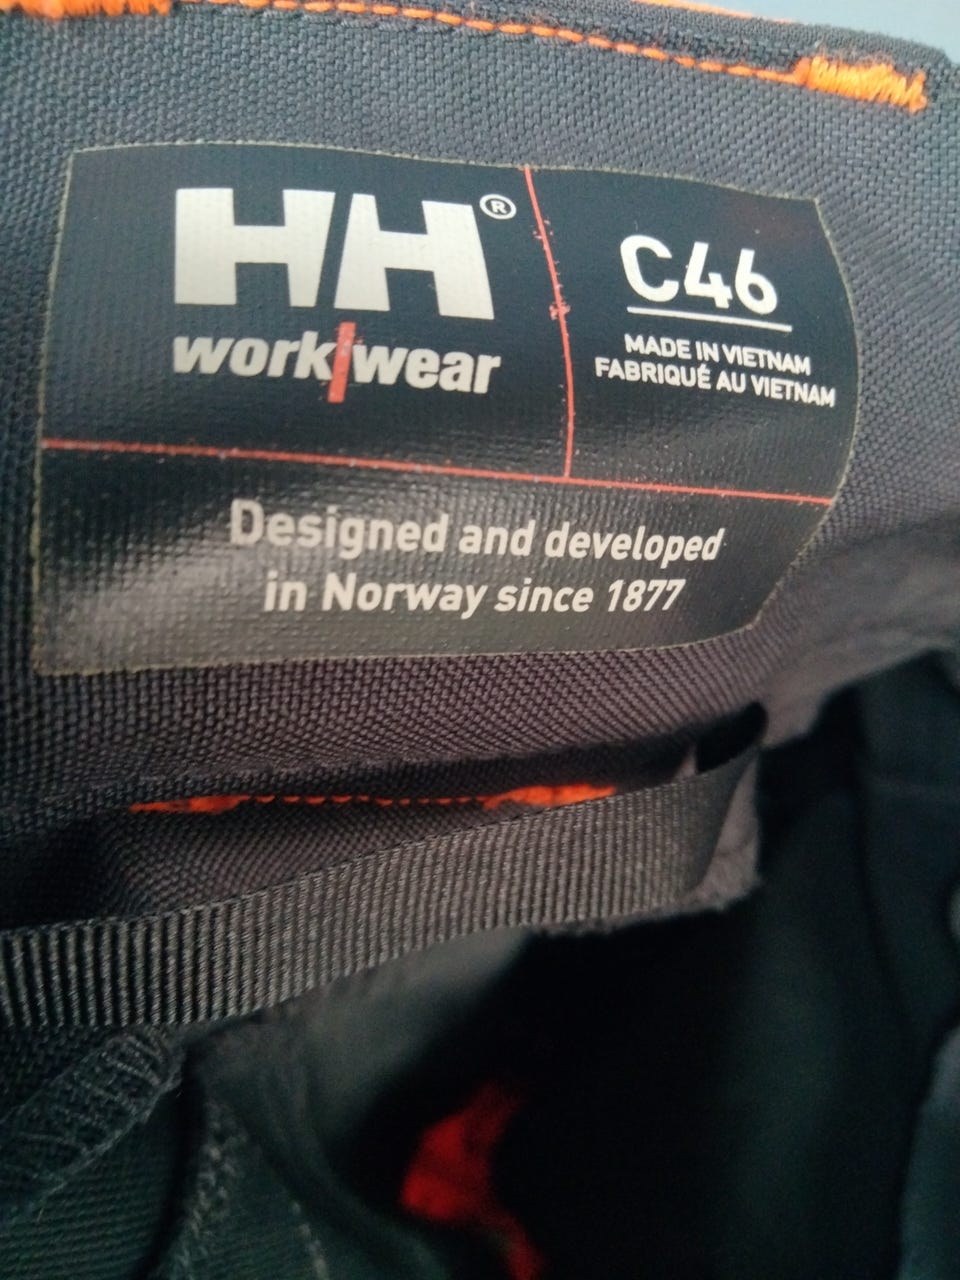 HH®
work|wear
C46
MADE IN VIETNAM
FABRIQUÉ AU VIETNAM
Designed and developed
in Norway since 1877